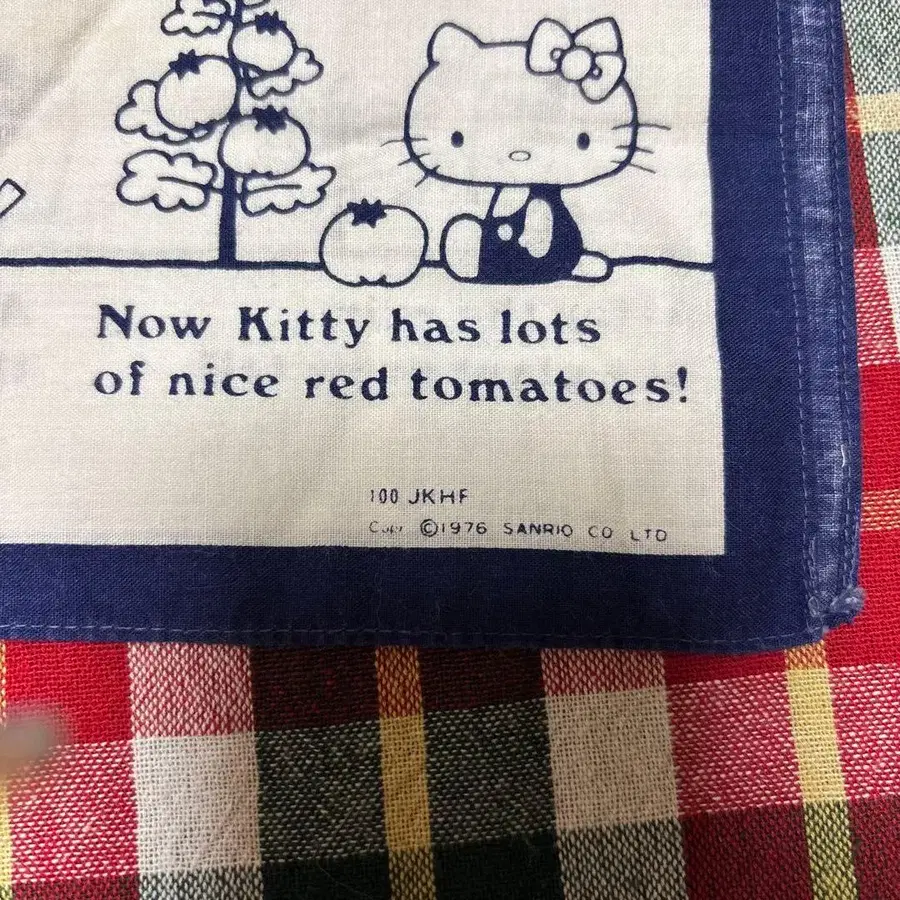 Now Kitty has lots
of nice red tomatoes!
100 JKHF
©1976 SANRIO CO LTD